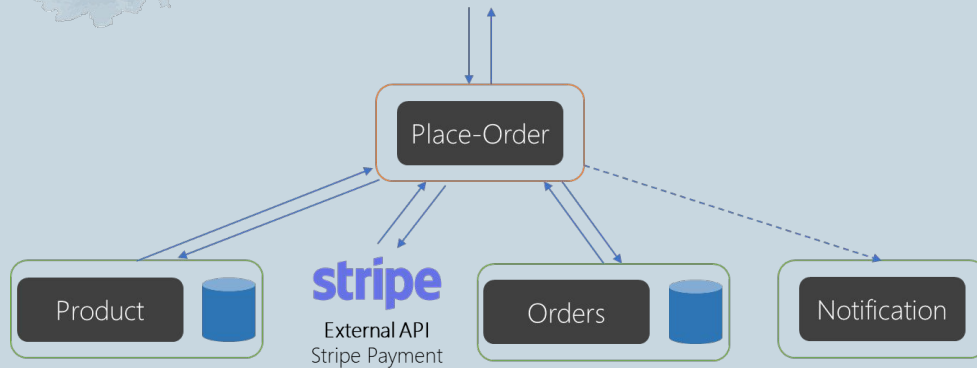 Place-Order
Product
stripe
External API
Stripe Payment
Orders
Notification